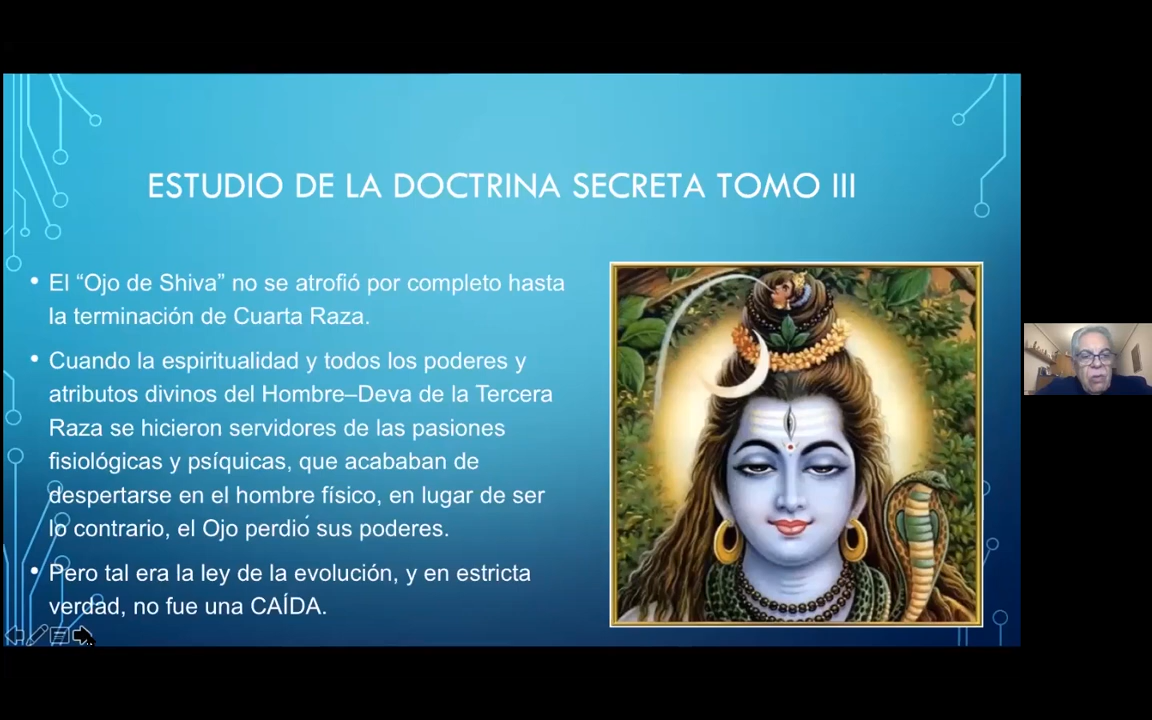 ESTUDIO DE LA DOCTRINA SECRETA TOMO III
• El “Ojo de Shiva” no se atrofió por completo hasta
la terminación de Cuarta Raza.
• Cuando la espiritualidad y todos los poderes y
atributos divinos del Hombre–Deva de la Tercera
Raza se hicieron servidores de las pasiones
fisiológicas y psíquicas, que acababan de
despertarse en el hombre físico, en lugar de ser
lo contrario, el Ojo perdió sus poderes.
• Pero tal era la ley de la evolución, y en estricta
verdad, no fue una CAÍDA.